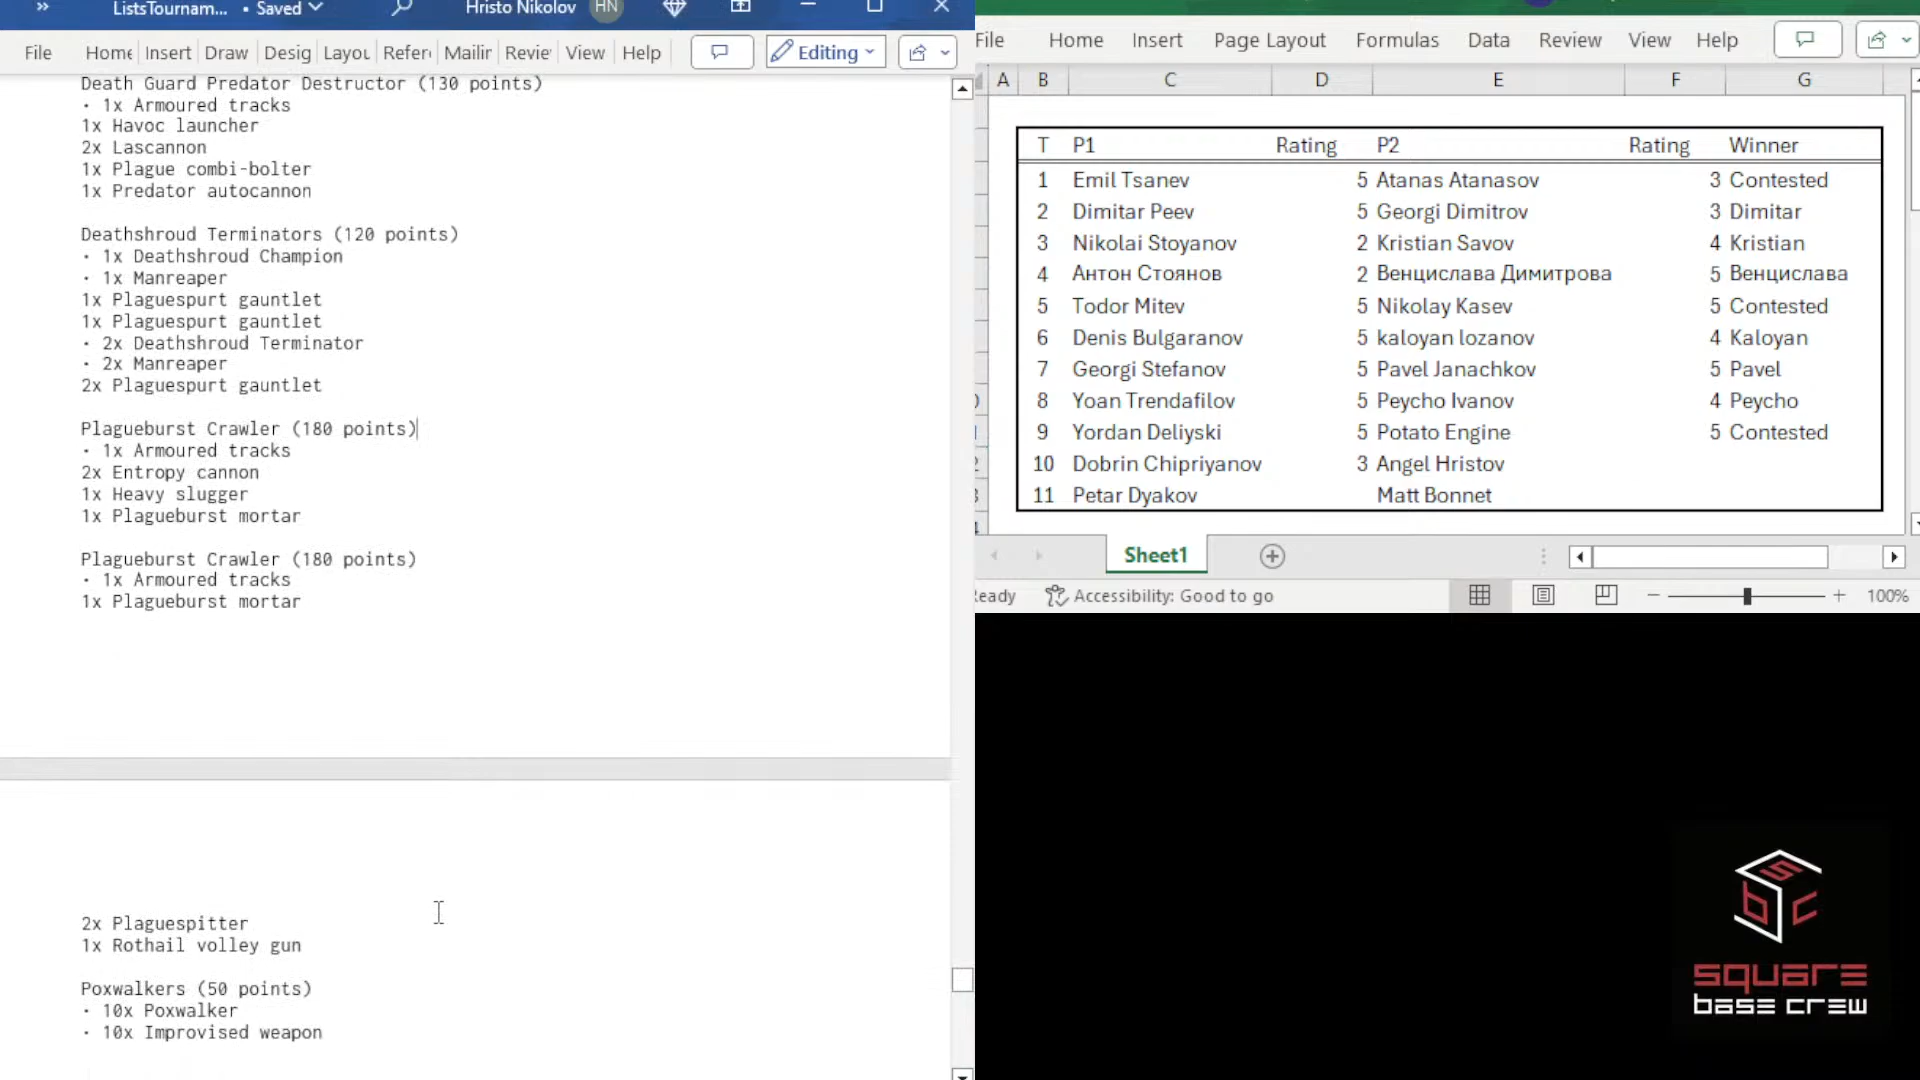 ListsTournam... • Saved
Hristo Nikolov HN
File Home Insert Draw Desig Layou Refer Mailin Revie View Help Editing
Death Guard Predator Destructor (130 points)
• 1x Armoured tracks
1x Havoc launcher
2x Lascannon
1x Plague combi-bolter
1x Predator autocannon
Deathshroud Terminators (120 points)
• 1x Deathshroud Champion
• 1x Manreaper
1x Plaguespurt gauntlet
1x Plaguespurt gauntlet
• 2x Deathshroud Terminator
• 2x Manreaper
2x Plaguespurt gauntlet
Plagueburst Crawler (180 points)
• 1x Armoured tracks
2x Entropy cannon
1x Heavy slugger
1x Plagueburst mortar
Plagueburst Crawler (180 points)
• 1x Armoured tracks
1x Plagueburst mortar
2x Plaguespitter
1x Rothail volley gun
Poxwalkers (50 points)
• 10x Poxwalker
• 10x Improvised weapon
File Home Insert Page Layout Formulas Data Review View Help
A B C D E F G
T P1 Rating P2 Rating Winner
1 Emil Tsanev 5 Atanas Atanasov 3 Contested
2 Dimitar Peev 5 Georgi Dimitrov 3 Dimitar
3 Nikolai Stoyanov 2 Kristian Savov 4 Kristian
4 Антон Стоянов 2 Венцислава Димитрова 5 Венцислава
5 Todor Mitev 5 Nikolay Kasev 5 Contested
6 Denis Bulgaranov 5 kaloyan lozanov 4 Kaloyan
7 Georgi Stefanov 5 Pavel Janachkov 5 Pavel
8 Yoan Trendafilov 5 Peycho Ivanov 4 Peycho
9 Yordan Deliyski 5 Potato Engine 5 Contested
10 Dobrin Chipriyanov 3 Angel Hristov
11 Petar Dyakov Matt Bonnet
Sheet1
eady Accessibility: Good to go 100%
sbc
square
base crew